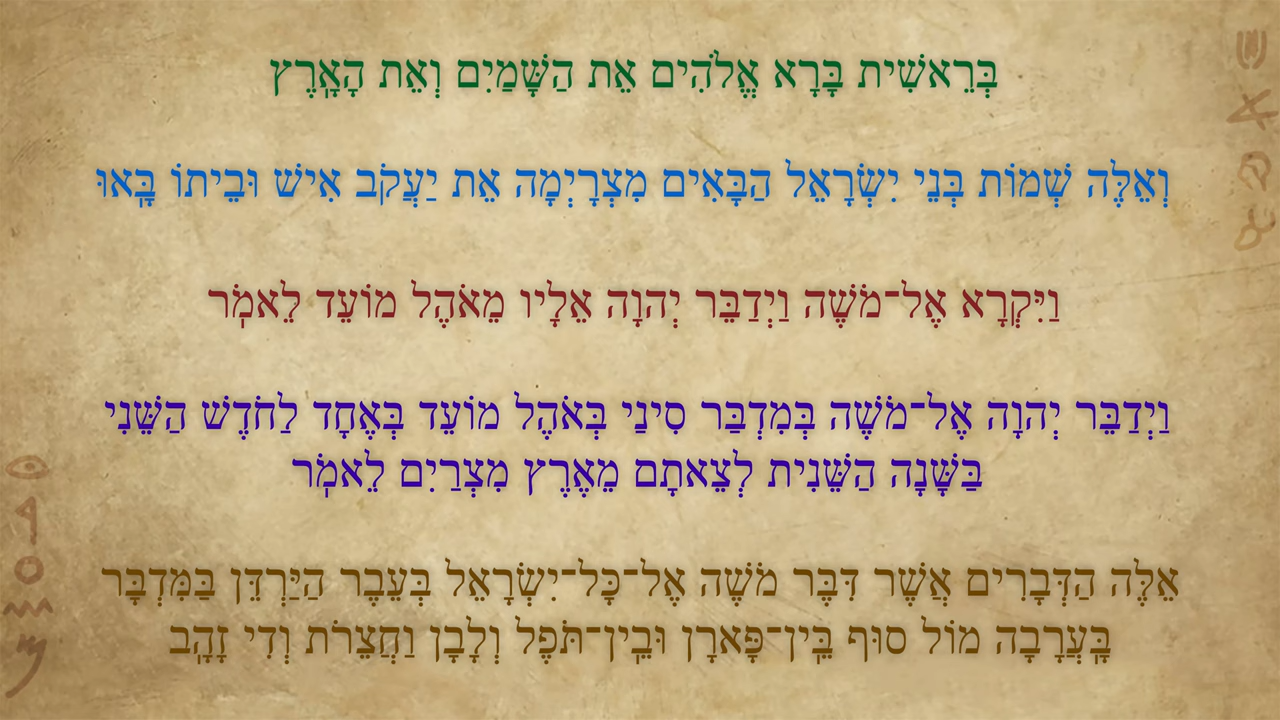 בְּרֵאשִׁית בָּרָא אֱלֹהִים אֵת הַשָּׁמַיִם וְאֵת הָאָרֶץ
וְאֵלֶּה שְׁמוֹת בְּנֵי יִשְׂרָאֵל הַבָּאִים מִצְרָיְמָה אֵת יַעֲקֹב אִישׁ וּבֵיתוֹ בָּאוּ
וַיִּקְרָא אֶל־מֹשֶׁה וַיְדַבֵּר יְהוָה אֵלָיו מֵאֹהֶל מוֹעֵד לֵאמֹר
וַיְדַבֵּר יְהוָה אֶל־מֹשֶׁה בְּמִדְבַּר סִינַי בְּאֹהֶל מוֹעֵד בְּאֶחָד לַחֹדֶשׁ הַשֵּׁנִי
בַּשָּׁנָה הַשֵּׁנִית לְצֵאתָם מֵאֶרֶץ מִצְרַיִם לֵאמֹר
אֵלֶּה הַדְּבָרִים אֲשֶׁר דִּבֶּר מֹשֶׁה אֶל־כָּל־יִשְׂרָאֵל בְּעֵבֶר הַיַּרְדֵּן בַּמִּדְבָּר
בָּעֲרָבָה מוֹל סוּף בֵּין־פָּארָן וּבֵין־תֹּפֶל וְלָבָן וַחֲצֵרֹת וְדִי זָהָב